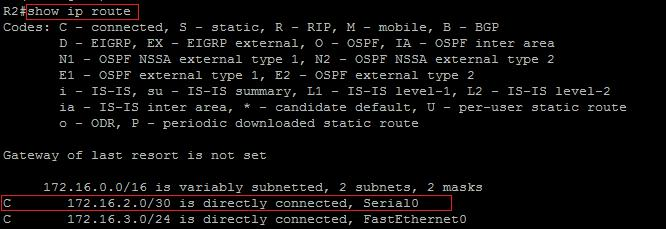 R2#show ip route
Codes: C - connected, S - static, R - RIP, M - mobile, B - BGP
D - EIGRP, EX - EIGRP external, O - OSPF, IA - OSPF inter area
N1 - OSPF NSSA external type 1, N2 - OSPF NSSA external type 2
E1 - OSPF external type 1, E2 - OSPF external type 2
i - IS-IS, su - IS-IS summary, L1 - IS-IS level-1, L2 - IS-IS level-2
ia - IS-IS inter area, * - candidate default, U - per-user static route
o - ODR, P - periodic downloaded static route
Gateway of last resort is not set
172.16.0.0/16 is variably subnetted, 2 subnets, 2 masks
C 172.16.2.0/30 is directly connected, Serial0
C 172.16.3.0/24 is directly connected, FastEthernet0